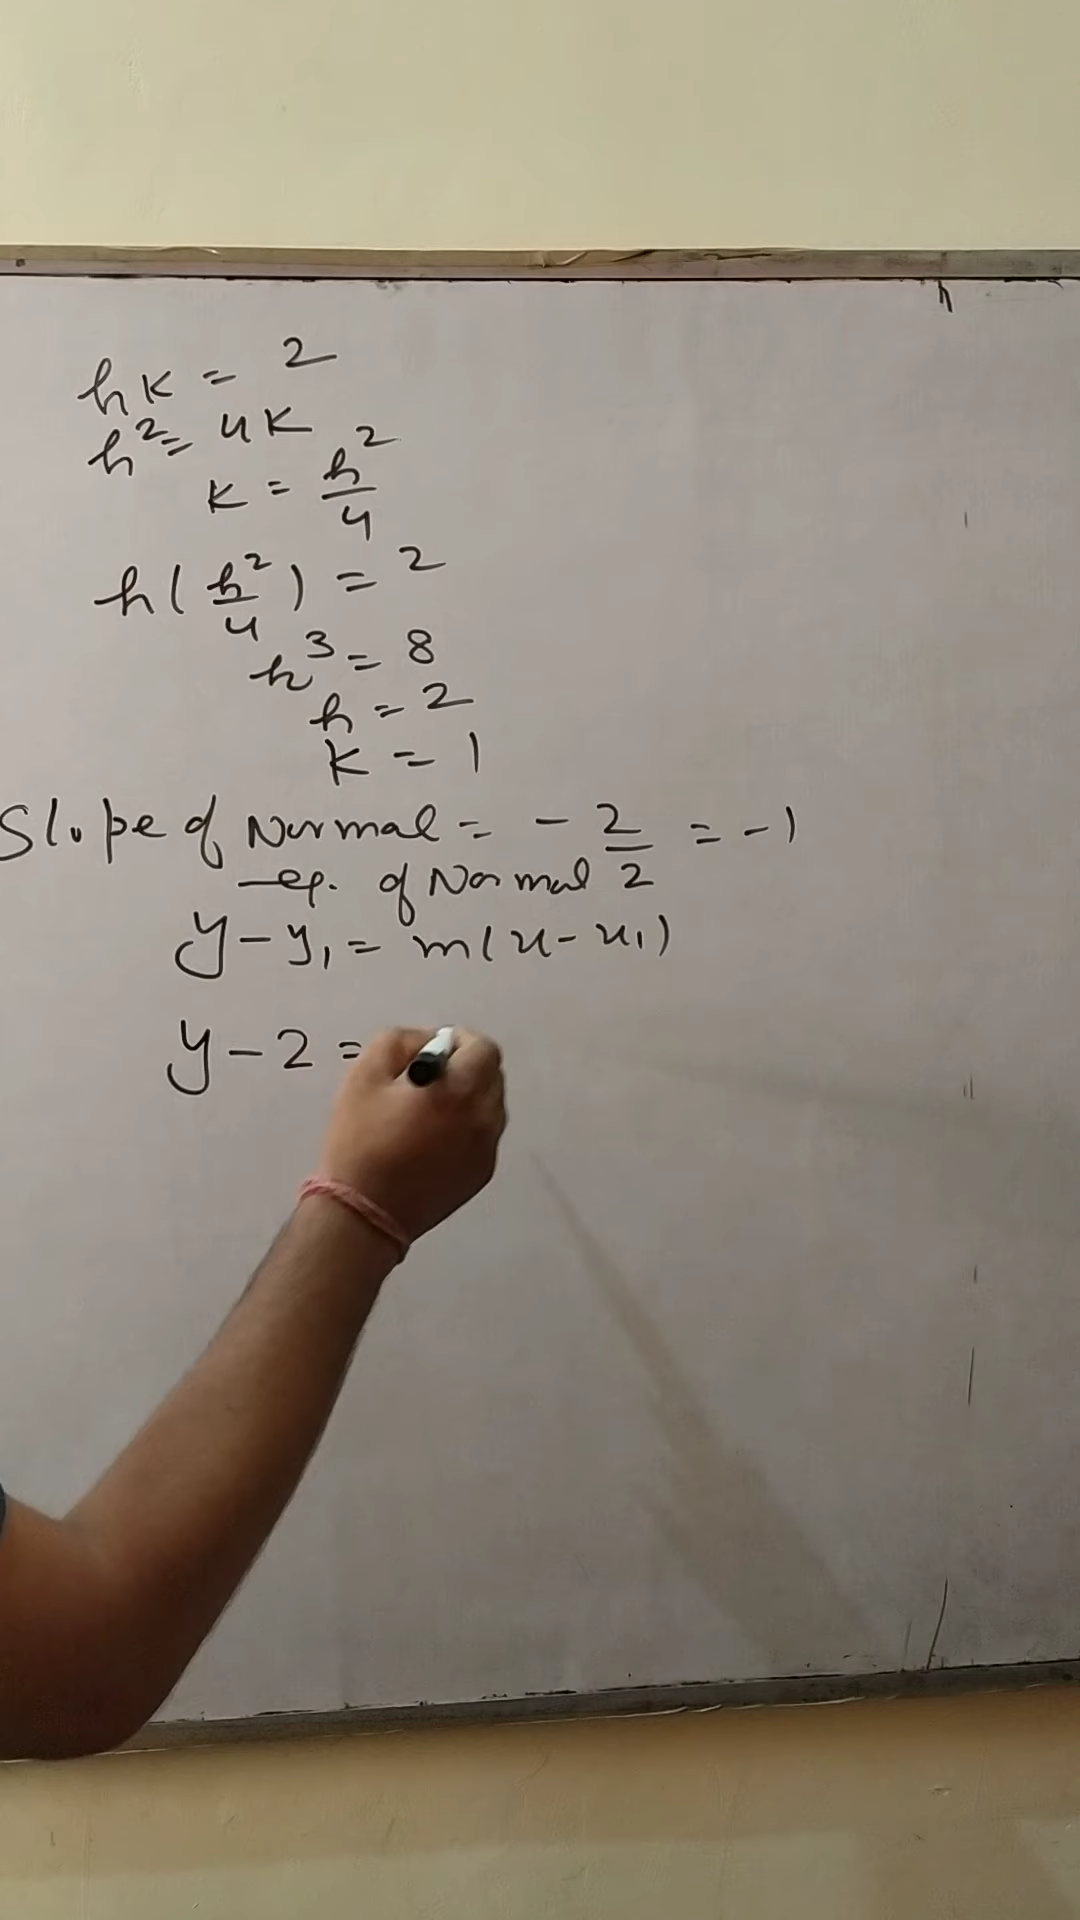 hK = 2
h² = 4K
K = h²/4
h(h²/4) = 2
h³ = 8
h = 2
K = 1
Slope of Normal = -2/2 = -1
eq. of Normal
y-y₁ = m(x-x₁)
y-2 =